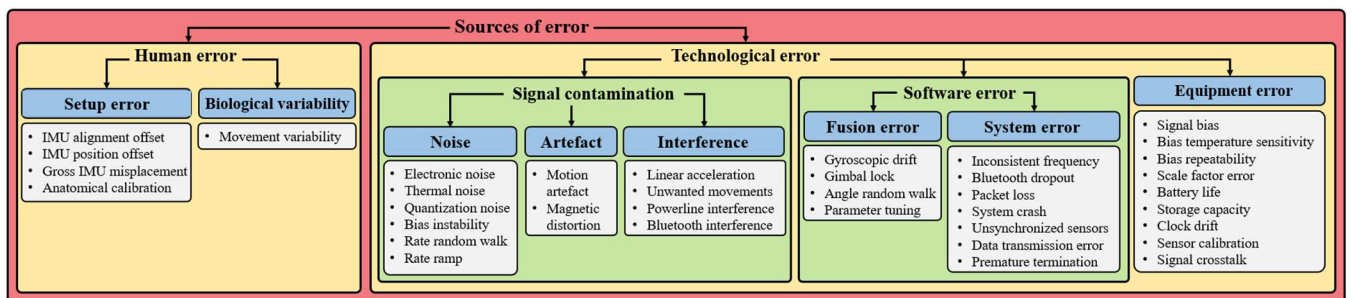 Sources of error
Human error
Setup error
• IMU alignment offset
• IMU position offset
• Gross IMU misplacement
• Anatomical calibration
Biological variability
• Movement variability
Technological error
Signal contamination
Noise
• Electronic noise
• Thermal noise
• Quantization noise
• Bias instability
• Rate random walk
• Rate ramp
Artefact
• Motion
artefact
• Magnetic
distortion
Interference
• Linear acceleration
• Unwanted movements
• Powerline interference
• Bluetooth interference
Software error
Fusion error
• Gyroscopic drift
• Gimbal lock
• Angle random walk
• Parameter tuning
System error
• Inconsistent frequency
• Bluetooth dropout
• Packet loss
• System crash
• Unsynchronized sensors
• Data transmission error
• Premature termination
Equipment error
• Signal bias
• Bias temperature sensitivity
• Bias repeatability
• Scale factor error
• Battery life
• Storage capacity
• Clock drift
• Sensor calibration
• Signal crosstalk